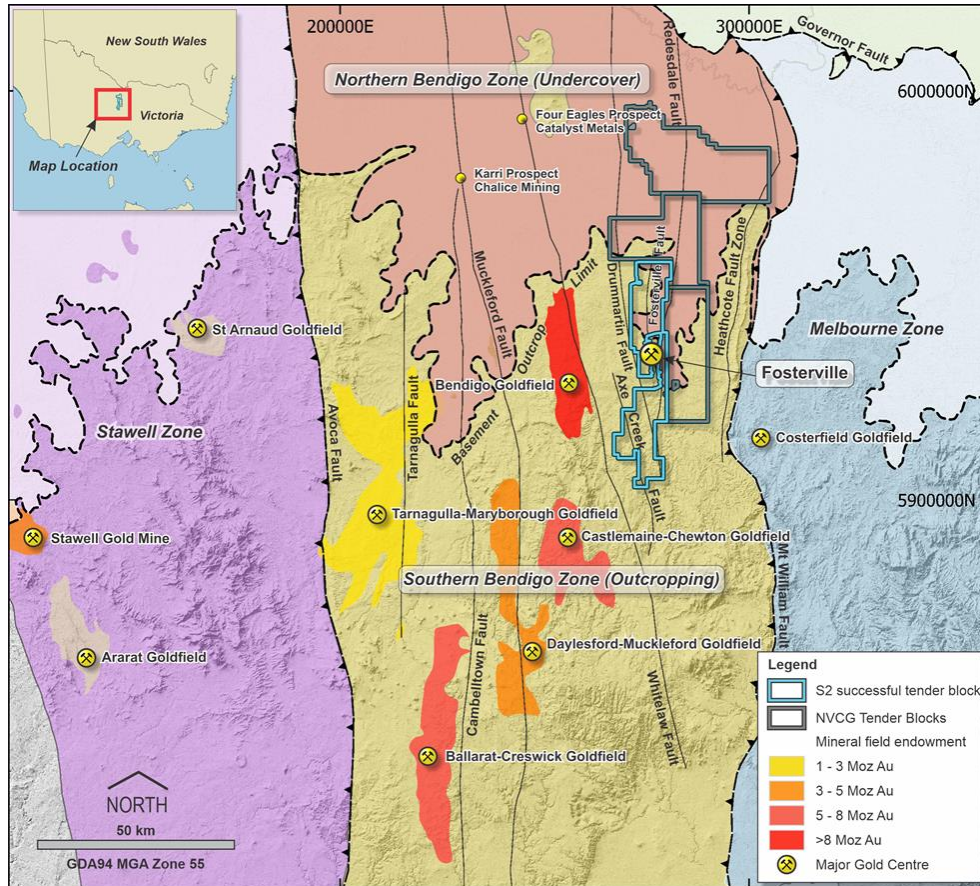 200000E
300000E
New South Wales
Victoria
Map Location
Governor Fault
6000000N
Redesdale Fault
Northern Bendigo Zone (Undercover)
Four Eagles Prospect
Catalyst Metals
Karri Prospect
Chalice Mining
Muckleford Fault
Basement Outcrop Limit
Drummartin Fault
Fosterville Fault
Heathcote Fault Zone
St Arnaud Goldfield
Melbourne Zone
Fosterville
Bendigo Goldfield
Axe Creek Fault
Stawell Zone
Avoca Fault
Tarnagulla Fault
Costerfield Goldfield
5900000N
Tarnagulla-Maryborough Goldfield
Stawell Gold Mine
Castlemaine-Chewton Goldfield
Southern Bendigo Zone (Outcropping)
Mt William Fault
Ararat Goldfield
Daylesford-Muckleford Goldfield
Cambelltown Fault
Whitelaw Fault
Ballarat-Creswick Goldfield
NORTH
50 km
GDA94 MGA Zone 55
Legend
S2 successful tender block
NVCG Tender Blocks
Mineral field endowment
1 - 3 Moz Au
3 - 5 Moz Au
5 - 8 Moz Au
>8 Moz Au
Major Gold Centre